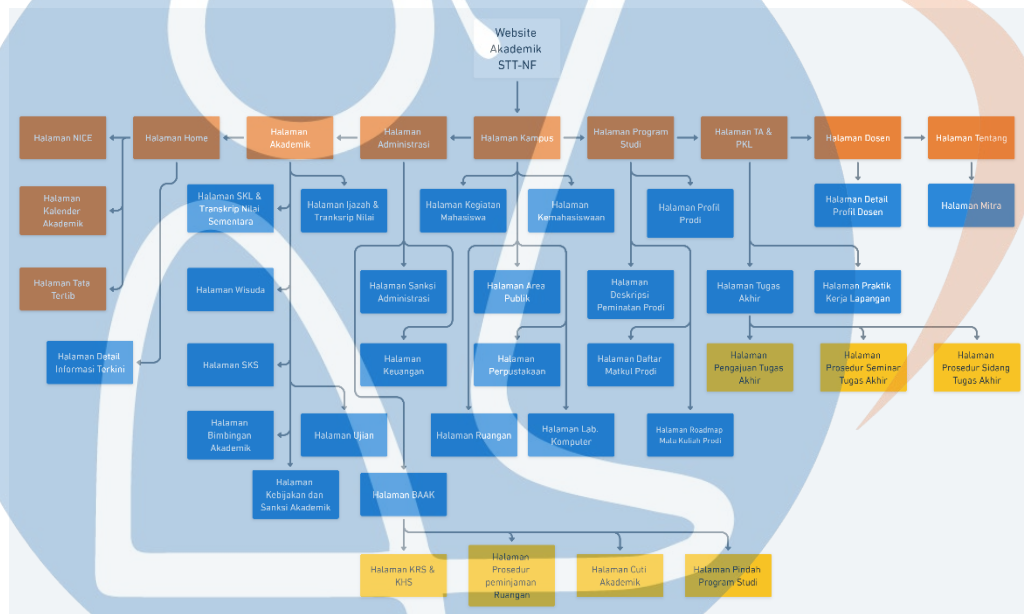 Website
Akademik
STT-NF
Halaman NICE
Halaman Home
Halaman
Akademik
Halaman
Administrasi
Halaman Kampus
Halaman Program
Studi
Halaman TA &
PKL
Halaman Dosen
Halaman Tentang
Halaman
Kalender
Akademik
Halaman SKL &
Transkrip Nilai
Sementara
Halaman Ijazah &
Tranksrip Nilai
Halaman Kegiatan
Mahasiswa
Halaman
Kemahasiswaan
Halaman Profil
Prodi
Halaman Detail
Profil Dosen
Halaman Mitra
Halaman Tata
Tertib
Halaman Wisuda
Halaman Sanksi
Administrasi
Halaman Area
Publik
Halaman
Deskripsi
Peminatan Prodi
Halaman Tugas
Akhir
Halaman Praktik
Kerja Lapangan
Halaman Detail
Informasi Terkini
Halaman SKS
Halaman
Keuangan
Halaman
Perpustakaan
Halaman Daftar
Matkul Prodi
Halaman
Pengajuan Tugas
Akhir
Halaman
Prosedur Seminar
Tugas Akhir
Halaman
Prosedur Sidang
Tugas Akhir
Halaman
Bimbingan
Akademik
Halaman Ujian
Halaman Ruangan
Halaman Lab.
Komputer
Halaman Roadmap
Mata Kuliah Prodi
Halaman
Kebijakan dan
Sanksi Akademik
Halaman BAAK
Halaman KRS &
KHS
Halaman
Prosedur
peminjaman
Ruangan
Halaman Cuti
Akademik
Halaman Pindah
Program Studi